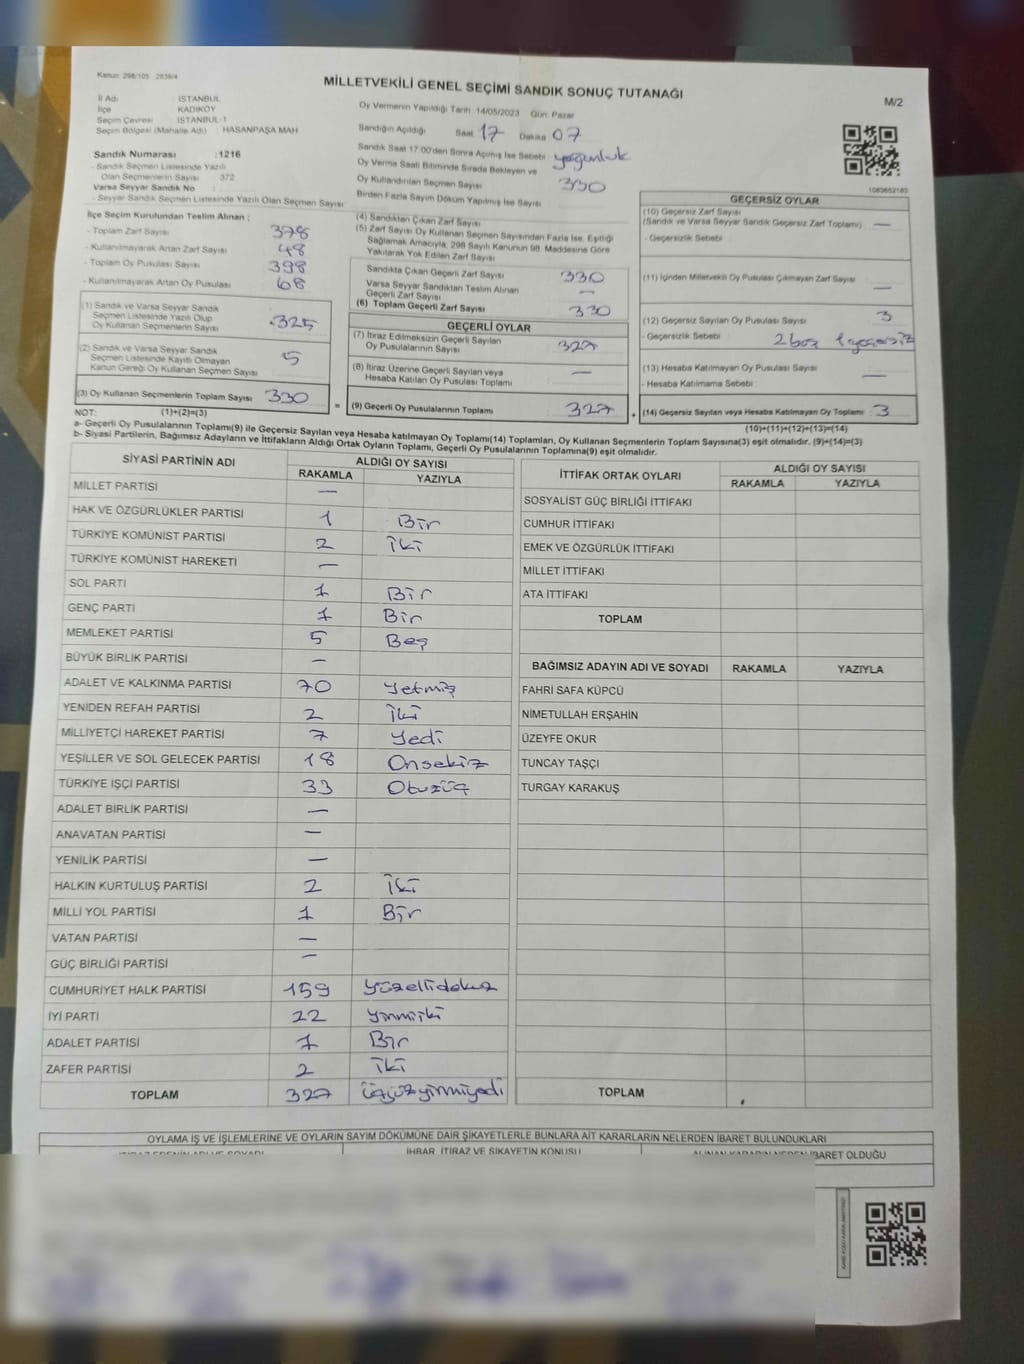 Kanun: 298/105 , 2839/4
MİLLETVEKİLİ GENEL SEÇİMİ SANDIK SONUÇ TUTANAĞI
M/2
İl Adı : İSTANBUL
İlçe : KADIKÖY
Seçim Çevresi : İSTANBUL-1
Seçim Bölgesi (Mahalle Adı) : HASANPAŞA MAH
Sandık Numarası : 1216
- Sandık Seçmen Listesinde Yazılı
Olan Seçmenlerin Sayısı : 372
Varsa Seyyar Sandık No :
- Seyyar Sandık Seçmen Listesinde Yazılı Olan Seçmen Sayısı :
Oy Vermenin Yapıldığı Tarih :14/05/2023 Gün: Pazar
Sandığın Açıldığı Saat 17 Dakika 07
Sandık Saat 17.00'den Sonra Açılmış İse Sebebi yoğunluk
Oy Verme Saati Bitiminde Sırada Bekleyen ve
Oy Kullandırılan Seçmen Sayısı 330
Birden Fazla Sayım Döküm Yapılmış İse Sayısı :
1083652183
İlçe Seçim Kurulundan Teslim Alınan ;
- Toplam Zarf Sayısı : 378
- Kullanılmayarak Artan Zarf Sayısı : 48
- Toplam Oy Pusulası Sayısı : 398
- Kullanılmayarak Artan Oy Pusulası : 68
(1) Sandık ve Varsa Seyyar Sandık
Seçmen Listesinde Yazılı Olup
Oy Kullanan Seçmenlerin Sayısı : 325
(2) Sandık ve Varsa Seyyar Sandık
Seçmen Listesinde Kayıtlı Olmayan
Kanun Gereği Oy Kullanan Seçmen Sayısı : 5
(3) Oy Kullanan Seçmenlerin Toplam Sayısı : 330
(4) Sandıktan Çıkan Zarf Sayısı :
(5) Zarf Sayısı Oy Kullanan Seçmen Sayısından Fazla İse, Eşitliği
Sağlamak Amacıyla, 298 Sayılı Kanunun 98. Maddesine Göre
Yakılarak Yok Edilen Zarf Sayısı :
Sandıkta Çıkan Geçerli Zarf Sayısı : 330
Varsa Seyyar Sandıktan Teslim Alınan
Geçerli Zarf Sayısı : —
(6) Toplam Geçerli Zarf Sayısı : 330
GEÇERLİ OYLAR
(7) İtiraz Edilmeksizin Geçerli Sayılan
Oy Pusulalarının Sayısı : 327
(8) İtiraz Üzerine Geçerli Sayılan veya
Hesaba Katılan Oy Pusulası Toplamı : —
= (9) Geçerli Oy Pusulalarının Toplamı : 327
GEÇERSİZ OYLAR
(10) Geçersiz Zarf Sayısı
(Sandık ve Varsa Seyyar Sandık Geçersiz Zarf Toplamı) : —
- Geçersizlik Sebebi :
(11) İçinden Milletvekili Oy Pusulası Çıkmayan Zarf Sayısı : —
(12) Geçersiz Sayılan Oy Pusulası Sayısı : 3
- Geçersizlik Sebebi : 2 boş 1 geçersiz
(13) Hesaba Katılmayan Oy Pusulası Sayısı : —
- Hesaba Katılmama Sebebi :
+ (14) Geçersiz Sayılan veya Hesaba Katılmayan Oy Toplamı : 3
NOT: (1)+(2)=(3)
(10)+(11)+(12)+(13)=(14)
a- Geçerli Oy Pusulalarının Toplamı(9) ile Geçersiz Sayılan veya Hesaba katılmayan Oy Toplamı(14) Toplamları, Oy Kullanan Seçmenlerin Toplam Sayısına(3) eşit olmalıdır. (9)+(14)=(3)
b- Siyasi Partilerin, Bağımsız Adayların ve İttifakların Aldığı Ortak Oyların Toplamı, Geçerli Oy Pusulalarının Toplamına(9) eşit olmalıdır.
SİYASİ PARTİNİN ADI ALDIĞI OY SAYISI
RAKAMLA YAZIYLA
MİLLET PARTİSİ —
HAK VE ÖZGÜRLÜKLER PARTİSİ 1 Bir
TÜRKİYE KOMÜNİST PARTİSİ 2 İki
TÜRKİYE KOMÜNİST HAREKETİ —
SOL PARTİ 1 Bir
GENÇ PARTİ 1 Bir
MEMLEKET PARTİSİ 5 Beş
BÜYÜK BİRLİK PARTİSİ —
ADALET VE KALKINMA PARTİSİ 70 Yetmiş
YENİDEN REFAH PARTİSİ 2 İki
MİLLİYETÇİ HAREKET PARTİSİ 7 Yedi
YEŞİLLER VE SOL GELECEK PARTİSİ 18 Onsekiz
TÜRKİYE İŞÇİ PARTİSİ 33 Otuzüç
ADALET BİRLİK PARTİSİ —
ANAVATAN PARTİSİ —
YENİLİK PARTİSİ —
HALKIN KURTULUŞ PARTİSİ 2 İki
MİLLİ YOL PARTİSİ 1 Bir
VATAN PARTİSİ —
GÜÇ BİRLİĞİ PARTİSİ —
CUMHURİYET HALK PARTİSİ 159 Yüzellidokuz
İYİ PARTİ 22 Yirmiiki
ADALET PARTİSİ 1 Bir
ZAFER PARTİSİ 2 İki
TOPLAM 327 Üçyüzyirmiyedi
İTTİFAK ORTAK OYLARI ALDIĞI OY SAYISI
RAKAMLA YAZIYLA
SOSYALİST GÜÇ BİRLİĞİ İTTİFAKI
CUMHUR İTTİFAKI
EMEK VE ÖZGÜRLÜK İTTİFAKI
MİLLET İTTİFAKI
ATA İTTİFAKI
TOPLAM
BAĞIMSIZ ADAYIN ADI VE SOYADI RAKAMLA YAZIYLA
FAHRİ SAFA KÜPCÜ
NİMETULLAH ERŞAHİN
ÜZEYFE OKUR
TUNCAY TAŞÇI
TURGAY KARAKUŞ
TOPLAM
OYLAMA İŞ VE İŞLEMLERİNE VE OYLARIN SAYIM DÖKÜMÜNE DAİR ŞİKAYETLERLE BUNLARA AİT KARARLARIN NELERDEN İBARET BULUNDUKLARI
İHBAR, İTİRAZ VE ŞİKAYETİN KONUSU
İBARET OLDUĞU